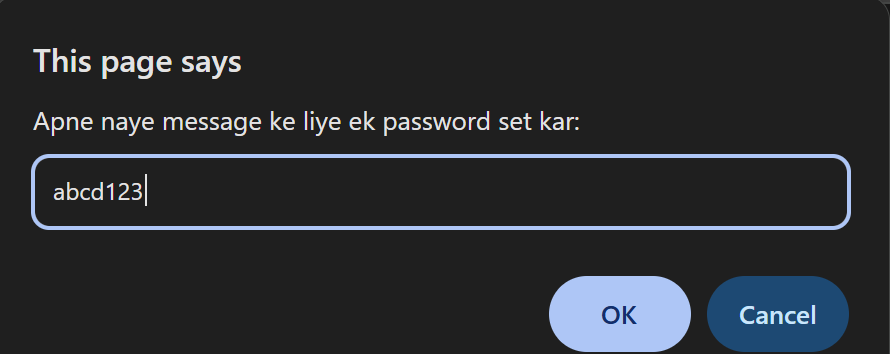 This page says
Apne naye message ke liye ek password set kar:
abcd123
OK
Cancel